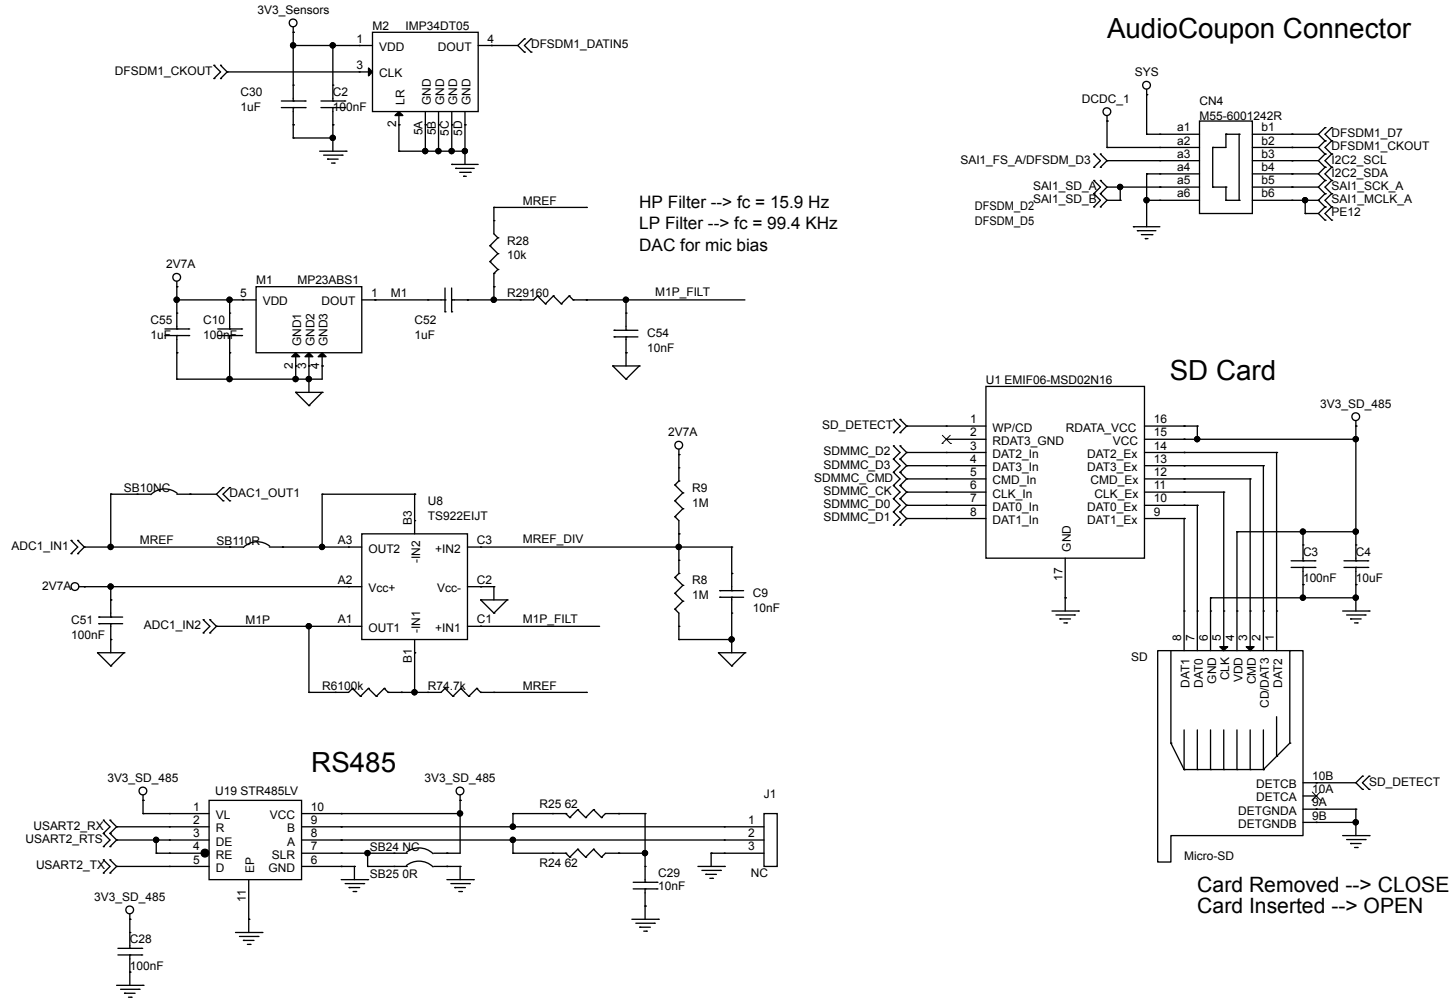 3V3_Sensors
M2 IMP34DT05
1 VDD DOUT 4 DFSDM1_DATIN5
DFSDM1_CKOUT 3 CLK
C30 1uF
C2 100nF
LR GND GND GND GND
2 5A 5B 5C 5D
AudioCoupon Connector
SYS
DCDC_1
CN4
M55-6001242R
a1 b1 DFSDM1_D7
a2 b2 DFSDM1_CKOUT
SAI1_FS_A/DFSDM_D3 a3 b3 I2C2_SCL
a4 b4 I2C2_SDA
SAI1_SD_A a5 b5 SAI1_SCK_A
SAI1_SD_B a6 b6 SAI1_MCLK_A
DFSDM_D2
PE12
DFSDM_D5
MREF
HP Filter --> fc = 15.9 Hz
LP Filter --> fc = 99.4 KHz
DAC for mic bias
R28
10k
2V7A
M1 MP23ABS1
5 VDD DOUT 1 M1
R29160
M1P_FILT
C55
1uF
C10
100nF
GND1 GND2 GND3
2 3 4
C52
1uF
C54
10nF
SD Card
U1 EMIF06-MSD02N16
3V3_SD_485
SD_DETECT 1 WP/CD RDATA_VCC 16
2 RDAT3_GND VCC 15
SDMMC_D2 3 DAT2_In DAT2_Ex 14
SDMMC_D3 4 DAT3_In DAT3_Ex 13
SDMMC_CMD 5 CMD_In CMD_Ex 12
SDMMC_CK 6 CLK_In CLK_Ex 11
SDMMC_D0 7 DAT0_In DAT0_Ex 10
SDMMC_D1 8 DAT1_In DAT1_Ex 9
GND
17
C3
100nF
C4
10uF
2V7A
R9
1M
SB10NC DAC1_OUT1
U8
TS922EIJT
B3
ADC1_IN1 MREF SB110R A3 OUT2 -IN2 +IN2 C3 MREF_DIV
2V7A A2 Vcc+ Vcc- C2
R8
1M
C9
10nF
C51
100nF
ADC1_IN2 M1P A1 OUT1 -IN1 +IN1 C1 M1P_FILT
B1
R6100k R74.7k MREF
8 7 6 5 4 3 2 1
SD
DAT1 DAT0 GND CLK VDD CMD CD/DAT3 DAT2
DETCB 10B SD_DETECT
DETCA 10A
DETGNDA 9A
DETGNDB 9B
Micro-SD
Card Removed --> CLOSE
Card Inserted --> OPEN
RS485
3V3_SD_485
3V3_SD_485
U19 STR485LV
1 VL VCC 10
USART2_RX 2 R B 9
USART2_RTS 3 DE A 8
4 RE SLR 7
USART2_TX 5 D GND 6
EP
11
SB24 NC
SB25 0R
R25 62
R24 62
C29
10nF
J1
1
2
3
NC
3V3_SD_485
C28
100nF